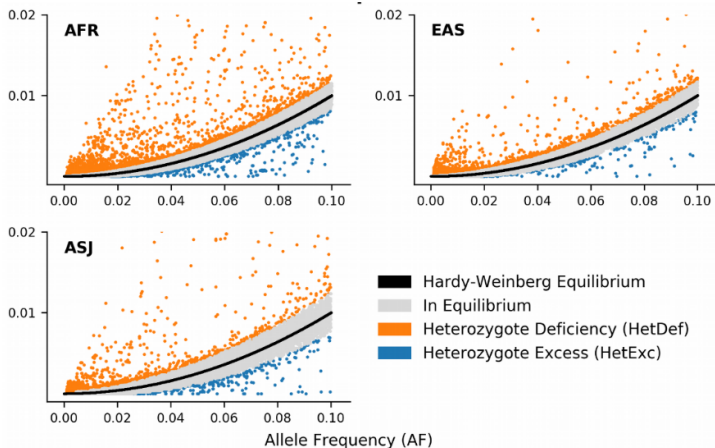 0.02
AFR
0.01
0.00 0.02 0.04 0.06 0.08 0.10
0.02
EAS
0.01
0.00 0.02 0.04 0.06 0.08 0.10
0.02
ASJ
0.01
0.00 0.02 0.04 0.06 0.08 0.10
Hardy-Weinberg Equilibrium
In Equilibrium
Heterozygote Deficiency (HetDef)
Heterozygote Excess (HetExc)
Allele Frequency (AF)